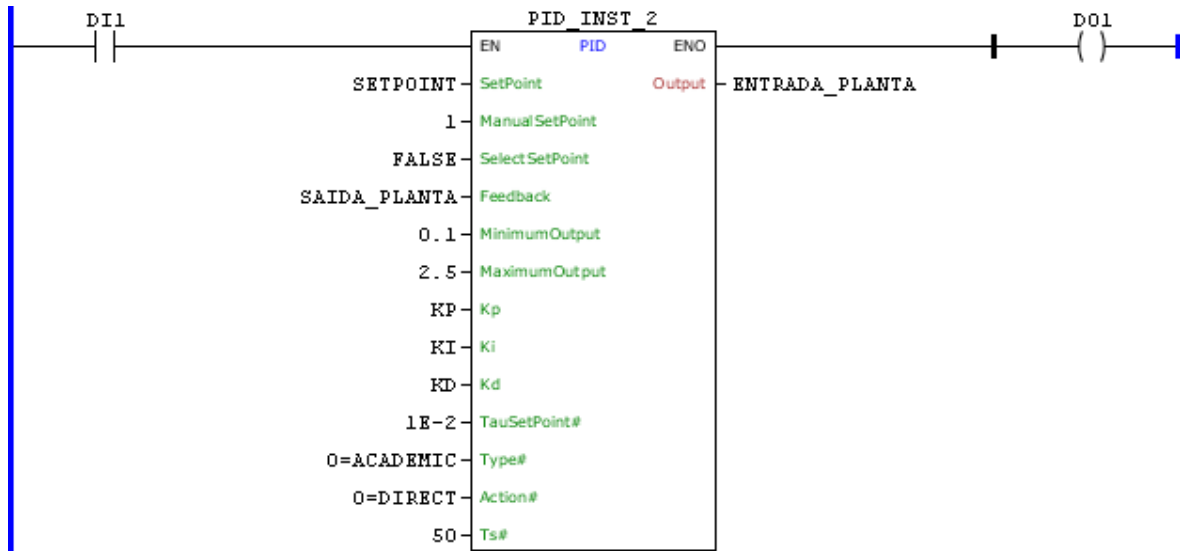 DI1 PID_INST_2 DO1
EN PID ENO
SETPOINT SetPoint Output ENTRADA_PLANTA
1 ManualSetPoint
FALSE SelectSetPoint
SAIDA_PLANTA Feedback
0.1 MinimumOutput
2.5 MaximumOutput
KP Kp
KI Ki
KD Kd
1E-2 TauSetPoint#
0=ACADEMIC Type#
0=DIRECT Action#
50 Ts#